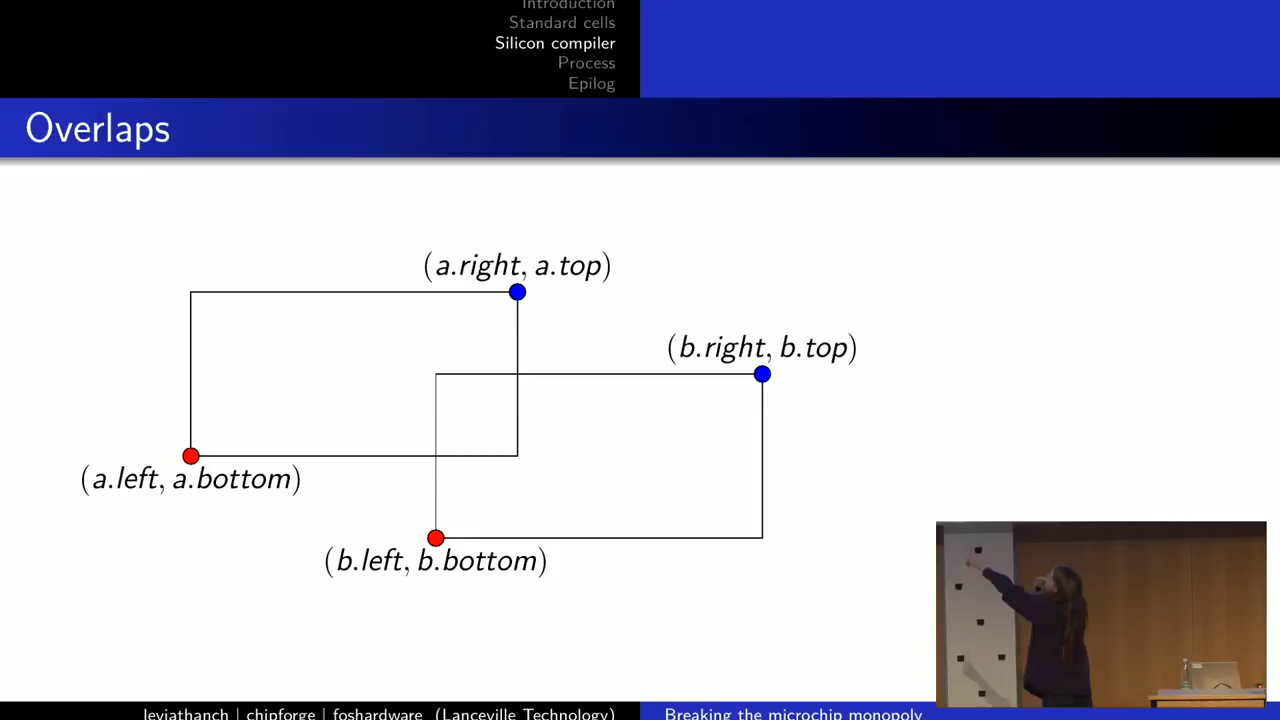 Introduction
Standard cells
Silicon compiler
Process
Epilog
Overlaps
(a.right, a.top)
(b.right, b.top)
(a.left, a.bottom)
(b.left, b.bottom)
leviathanch | chipforge | foshardware (Lanceville Technology)
Breaking the microchip monopoly